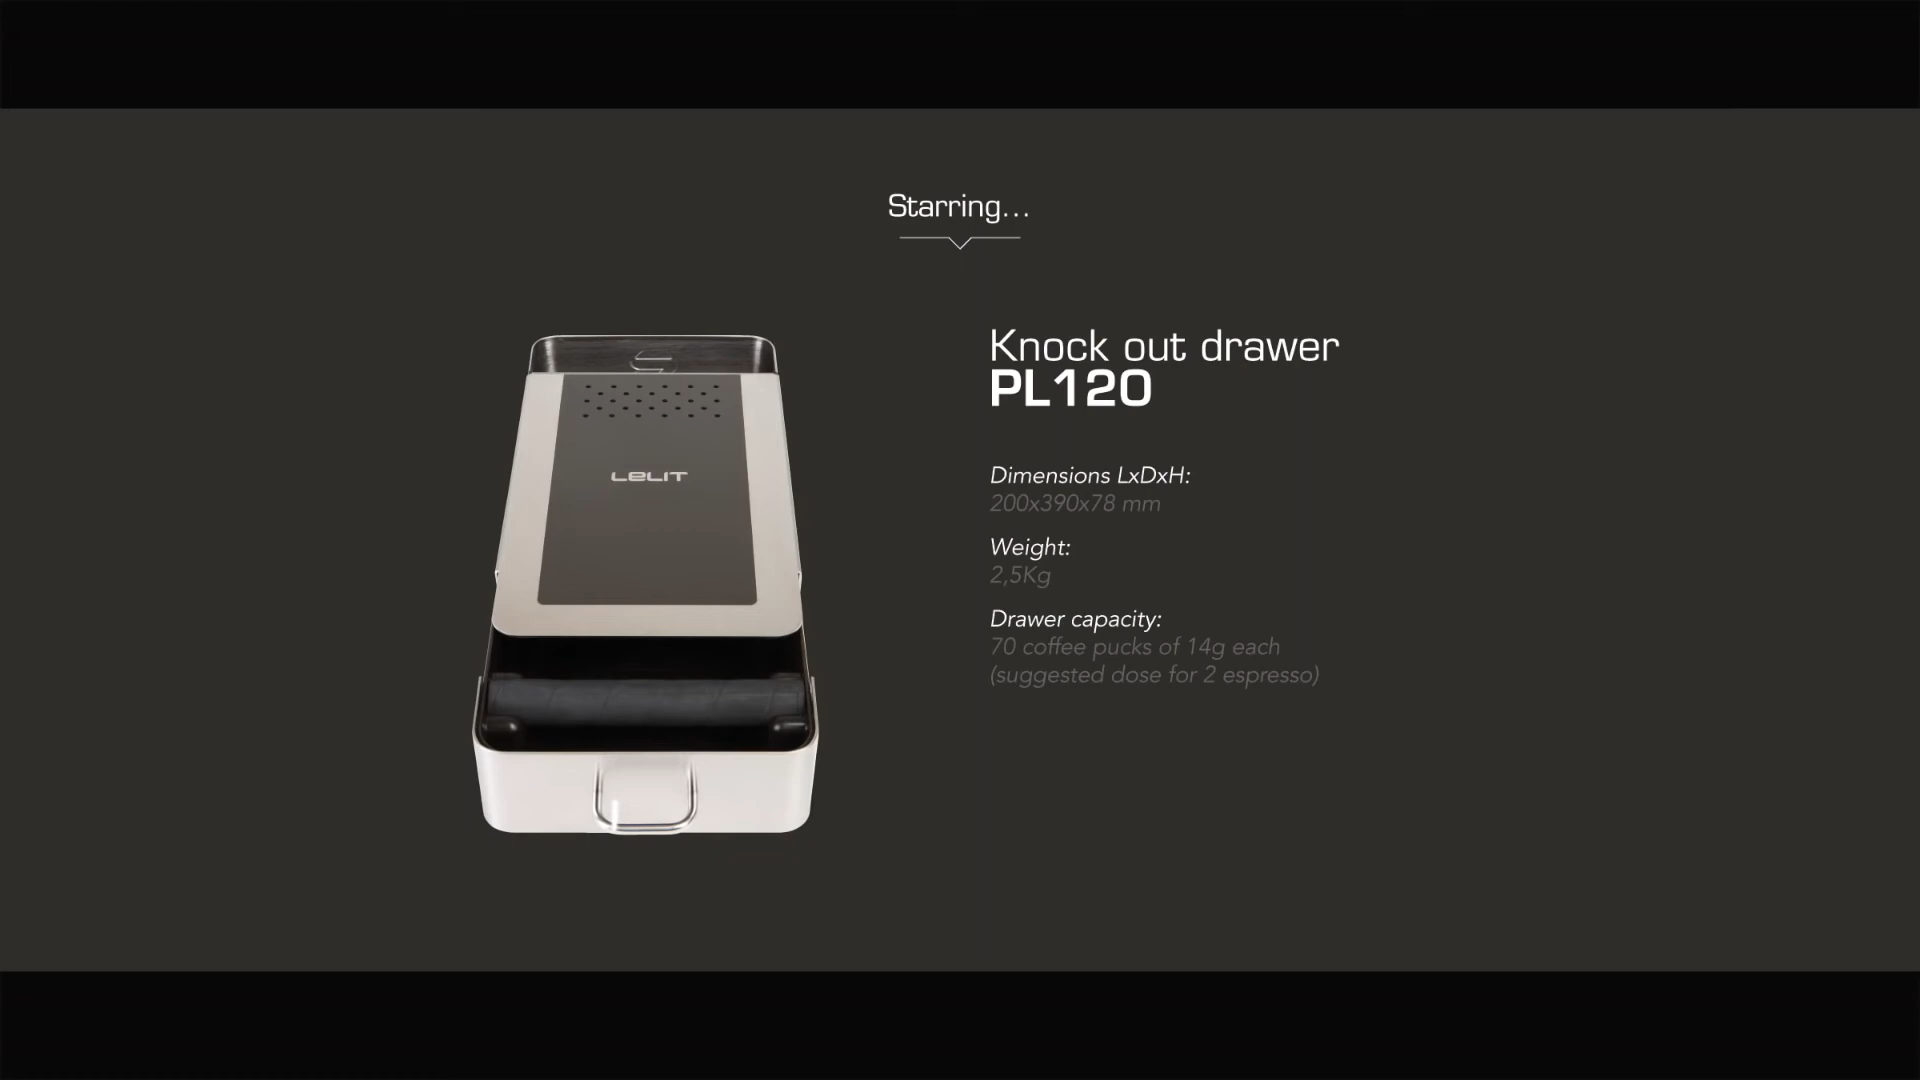 Starring...
LELIT
Knock out drawer
PL120
Dimensions LxDxH:
200x390x78 mm
Weight:
2,5Kg
Drawer capacity:
70 coffee pucks of 14g each
(suggested dose for 2 espresso)